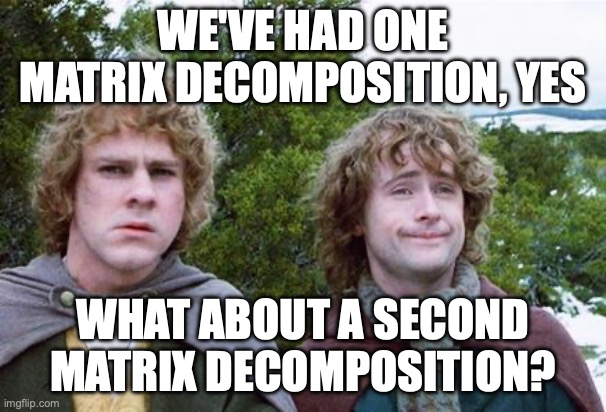 WE'VE HAD ONE
MATRIX DECOMPOSITION, YES
WHAT ABOUT A SECOND
MATRIX DECOMPOSITION?
imgflip.com